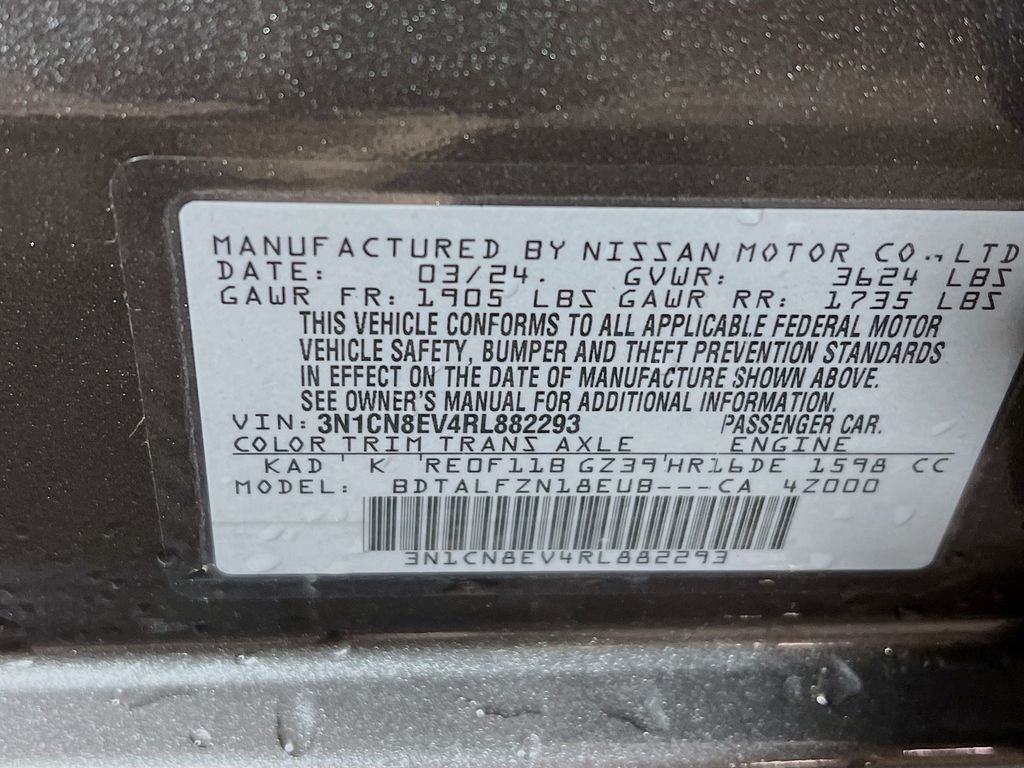 MANUFACTURED BY NISSAN MOTOR CO., LTD
DATE: 03/24. GVWR: 3624 LBS
GAWR FR: 1905 LBS GAWR RR: 1735 LBS
THIS VEHICLE CONFORMS TO ALL APPLICABLE FEDERAL MOTOR
VEHICLE SAFETY, BUMPER AND THEFT PREVENTION STANDARDS
IN EFFECT ON THE DATE OF MANUFACTURE SHOWN ABOVE.
SEE OWNER'S MANUAL FOR ADDITIONAL INFORMATION.
VIN: 3N1CN8EV4RL882293 PASSENGER CAR.
COLOR TRIM TRANS AXLE ENGINE
KAD ' K 'RE0F11B GZ39'HR16DE 1598 CC
MODEL: BDTALFZN18EUB---CA 4Z000
3N1CN8EV4RL882293